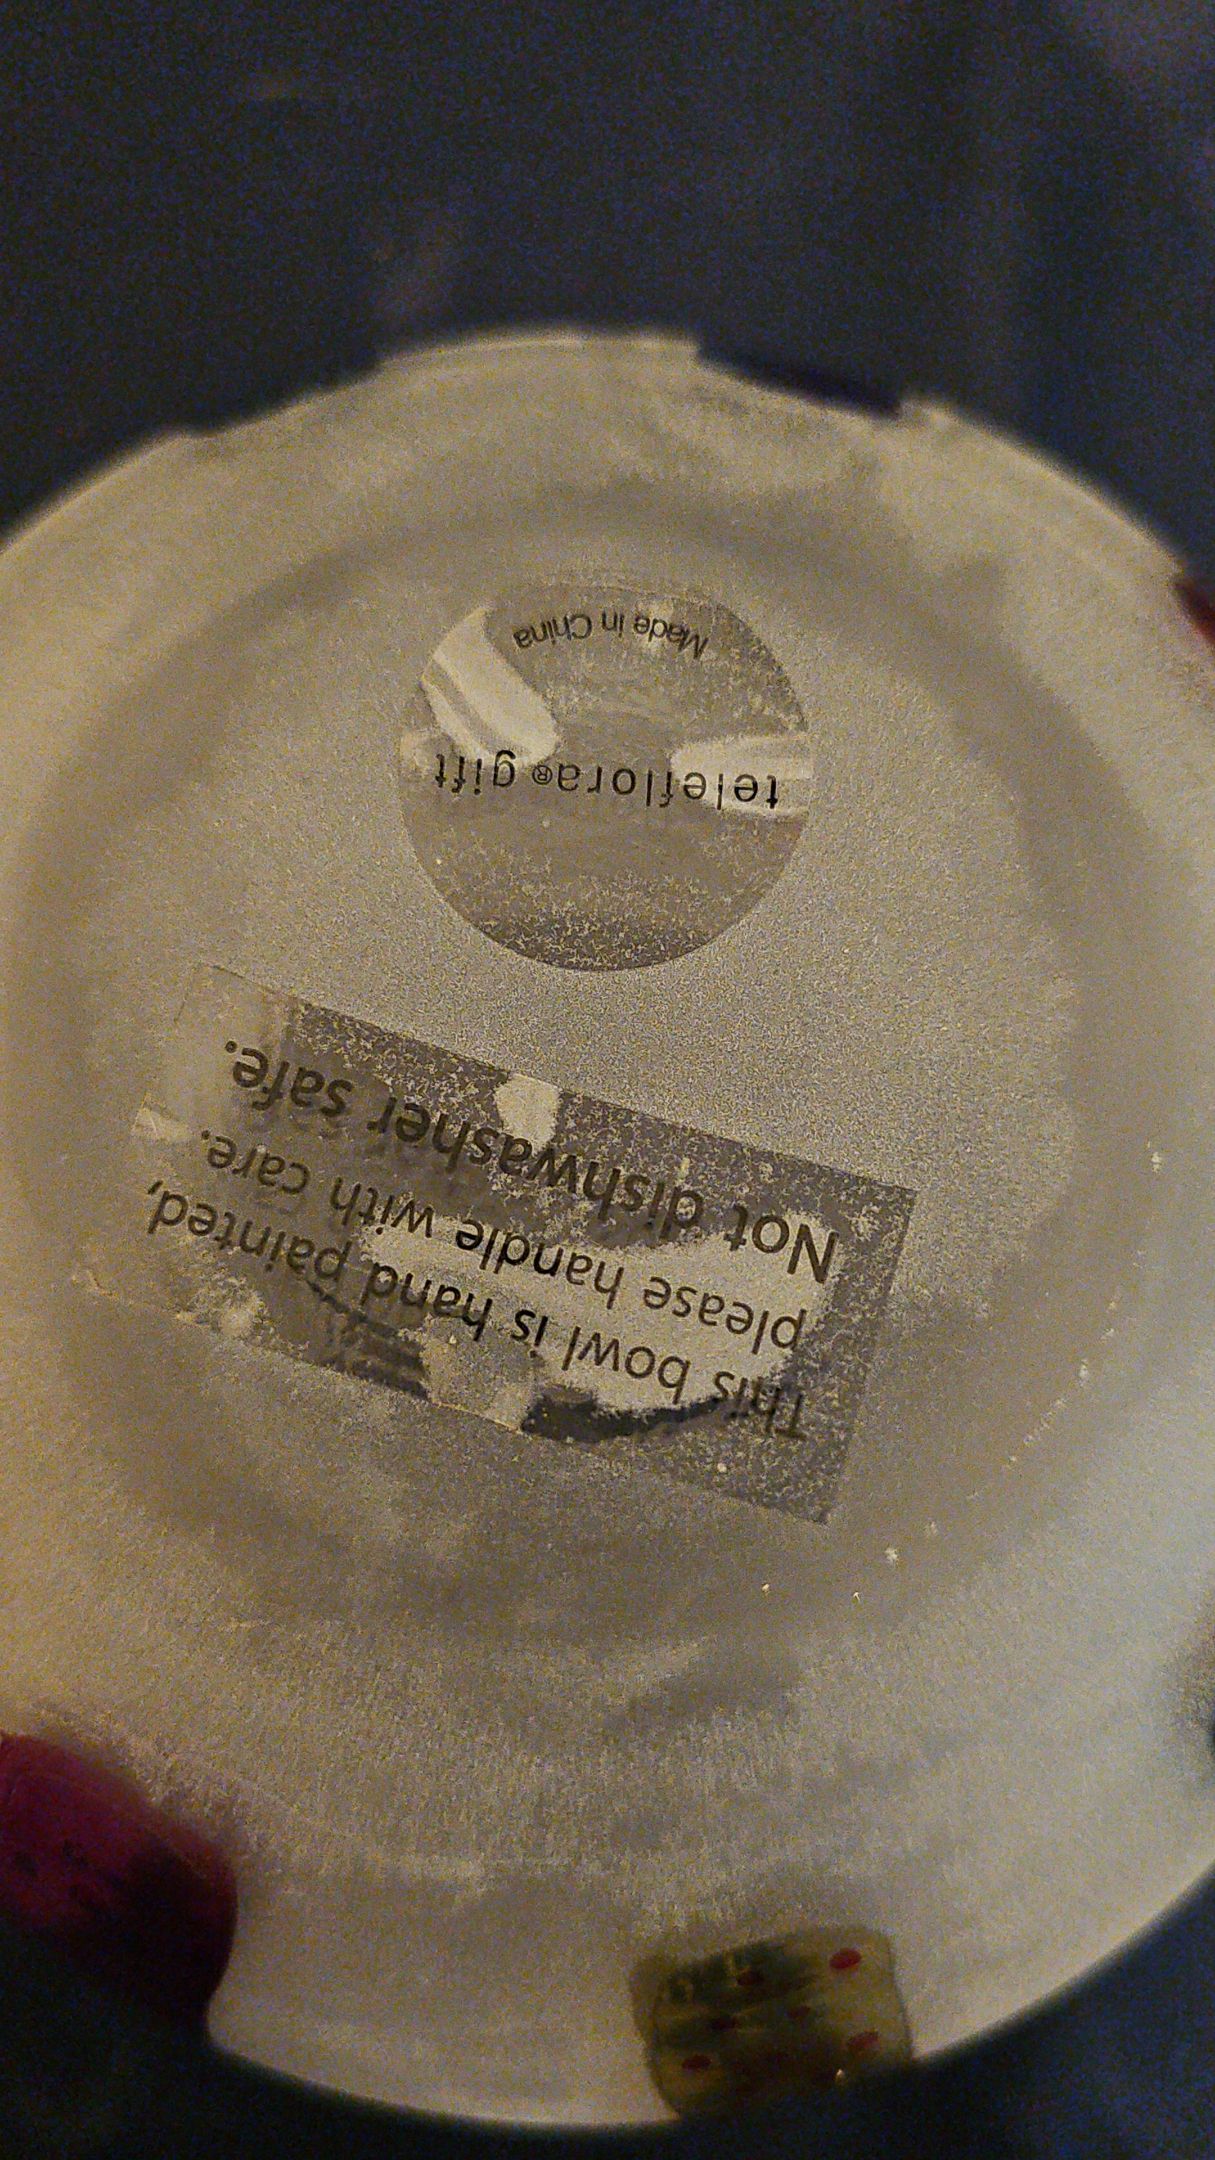 This bowl is hand painted,
please handle with care.
Not dishwasher safe.
teleflora® gift
Made in China